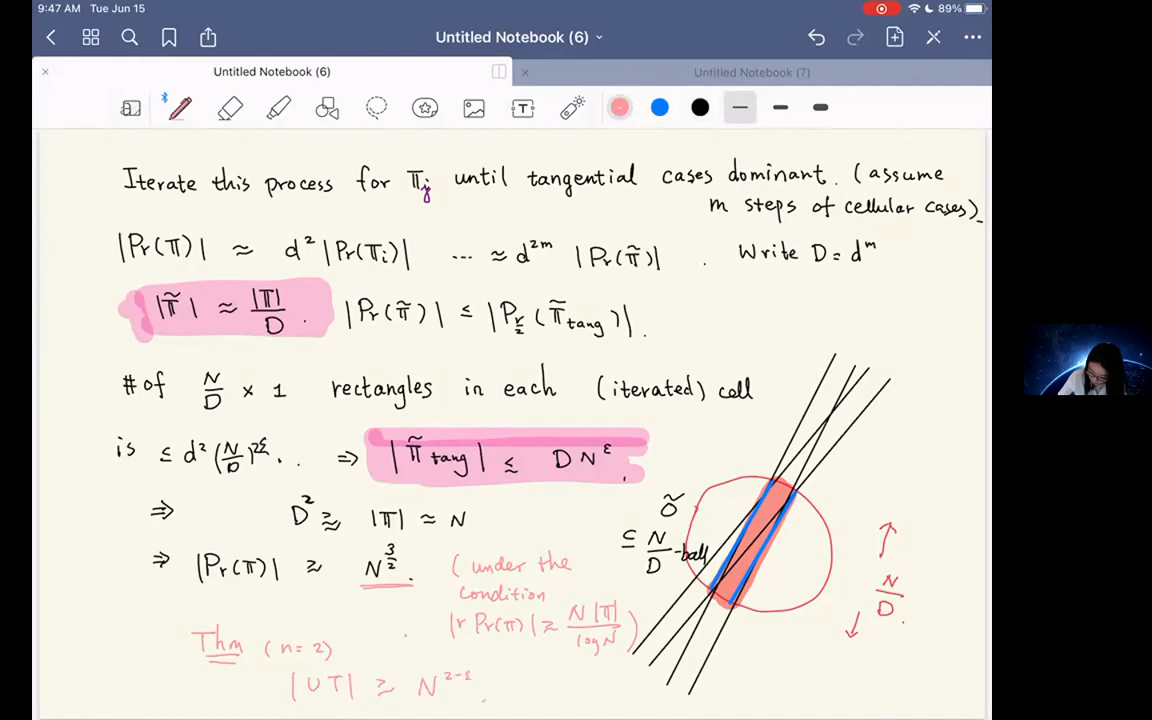 9:47 AM Tue Jun 15
89%
Untitled Notebook (6)
Untitled Notebook (6)
Untitled Notebook (7)
Iterate this process for 𝕋j until tangential cases dominant. (assume
m steps of cellular cases).
|Pr(𝕋)| ≈ d² |Pr(𝕋i)| ... ≈ d^{2m} |Pr(𝕋̃)| . Write D = d^m
|𝕋̃| ≈ |𝕋|/D . |Pr(𝕋̃)| ≤ |Pr/2(𝕋̃tang)|.
# of N/D × 1 rectangles in each (iterated) cell
is ≤ d² (N/D)^{2ε}. ⇒ |𝕋̃tang| ≲ D N^ε.
⇒ D² ⪆ |𝕋| ≈ N
Õ
⊆ N/D-ball
N/D.
⇒ |Pr(𝕋)| ⪆ N^{3/2}. (under the
condition
|r Pr(𝕋)| ⪆ N|𝕋|/log N)
Thm (n=2)
|∪T| ⪆ N^{2-ε}.